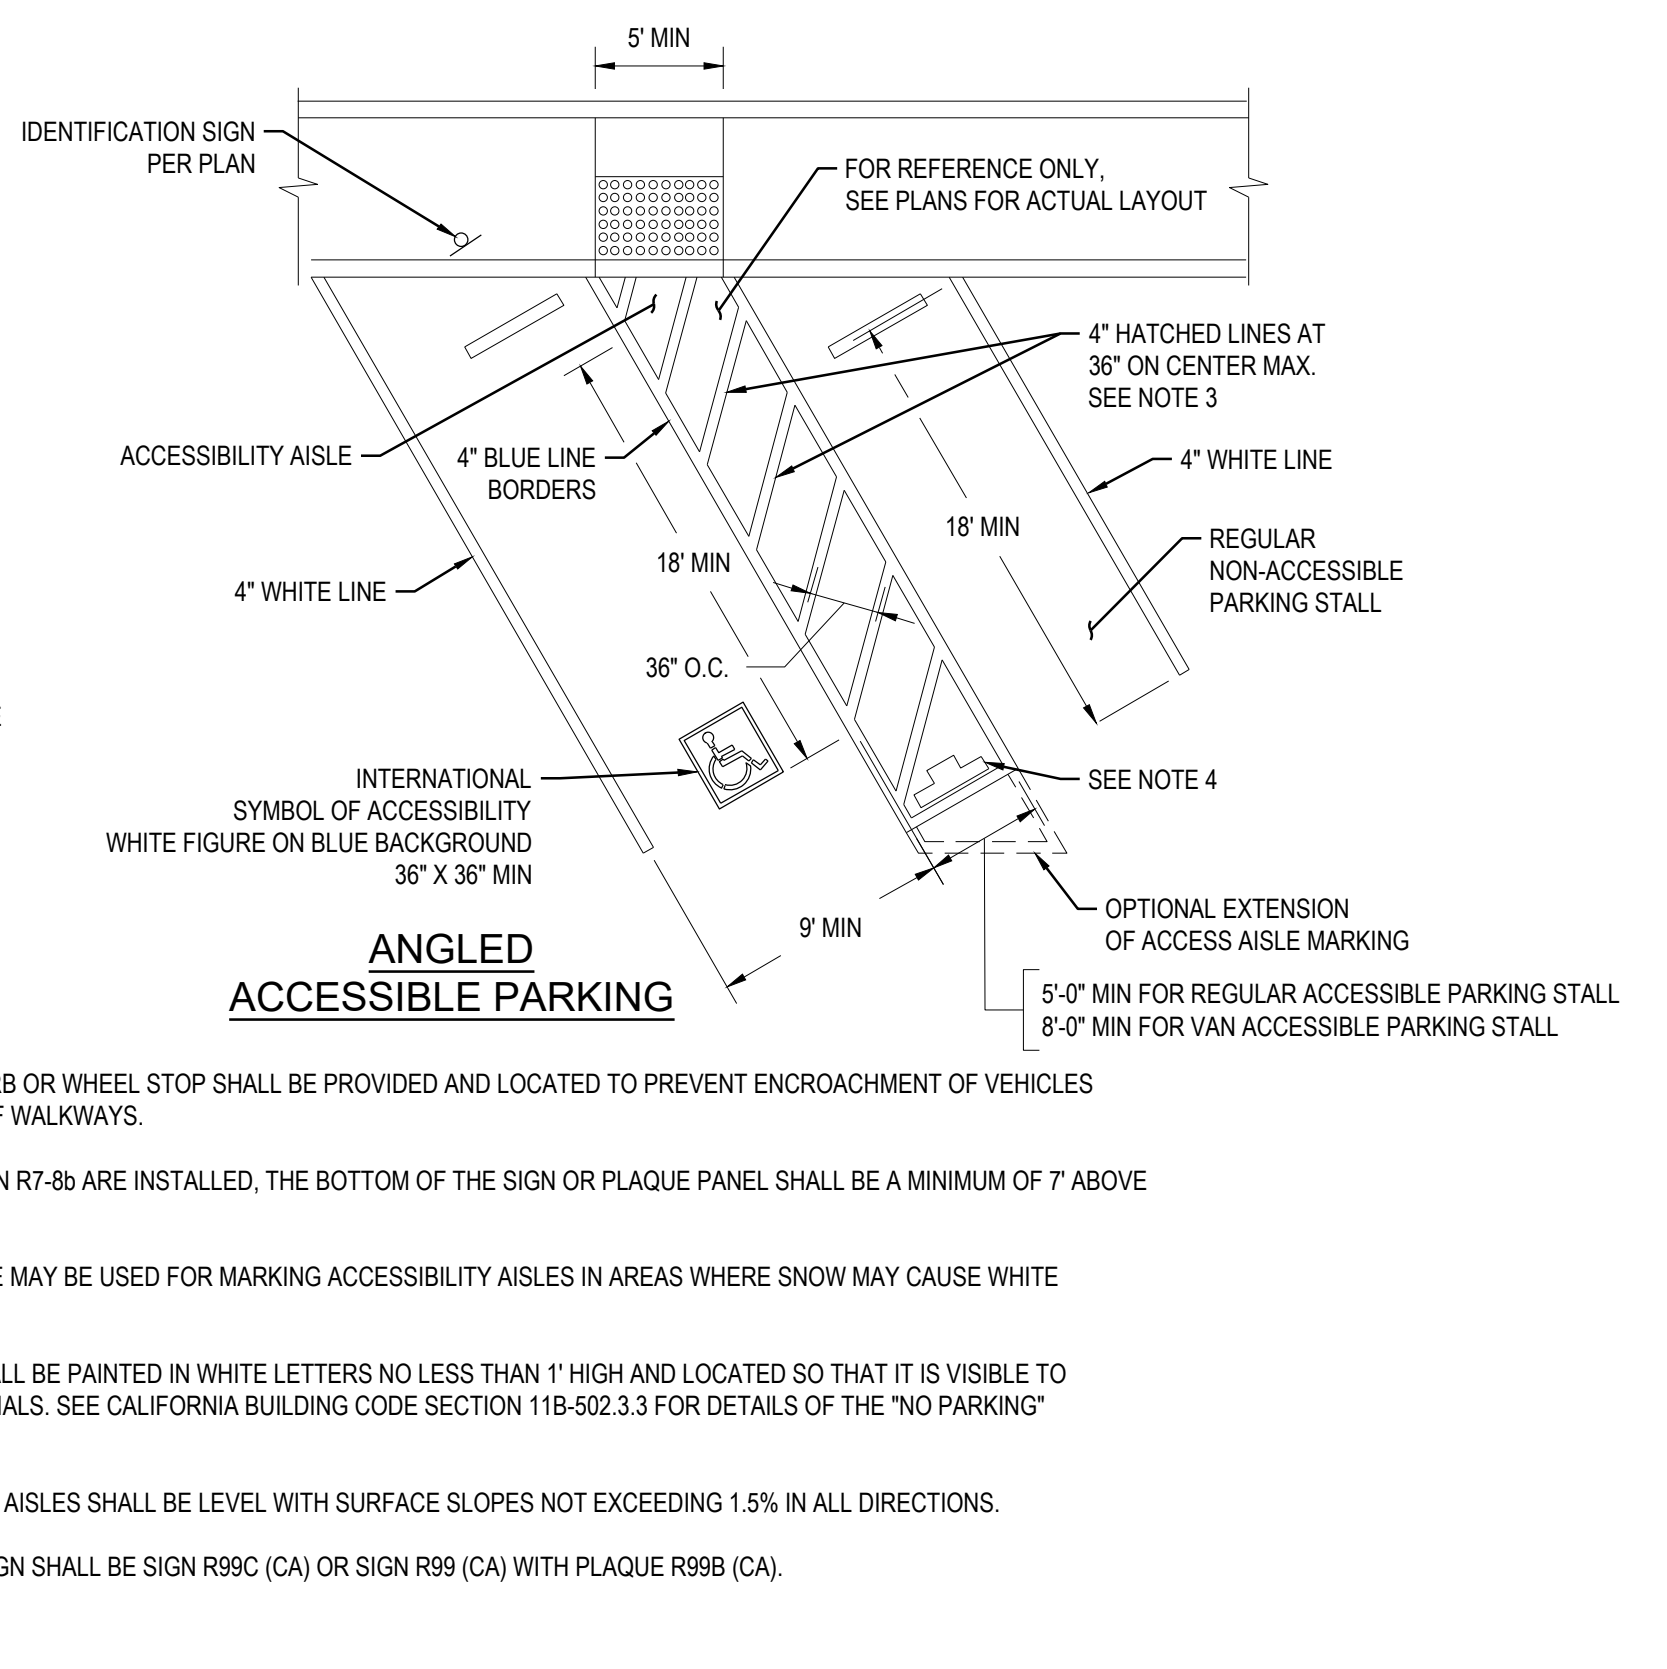 5' MIN
IDENTIFICATION SIGN
PER PLAN
FOR REFERENCE ONLY,
SEE PLANS FOR ACTUAL LAYOUT
4" HATCHED LINES AT
36" ON CENTER MAX.
SEE NOTE 3
ACCESSIBILITY AISLE
4" BLUE LINE
BORDERS
4" WHITE LINE
18' MIN
REGULAR
NON-ACCESSIBLE
PARKING STALL
18' MIN
4" WHITE LINE
36" O.C.
INTERNATIONAL
SYMBOL OF ACCESSIBILITY
WHITE FIGURE ON BLUE BACKGROUND
36" X 36" MIN
SEE NOTE 4
9' MIN
OPTIONAL EXTENSION
OF ACCESS AISLE MARKING
5'-0" MIN FOR REGULAR ACCESSIBLE PARKING STALL
8'-0" MIN FOR VAN ACCESSIBLE PARKING STALL
ANGLED
ACCESSIBLE PARKING
OR WHEEL STOP SHALL BE PROVIDED AND LOCATED TO PREVENT ENCROACHMENT OF VEHICLES
WALKWAYS.
R7-8b ARE INSTALLED, THE BOTTOM OF THE SIGN OR PLAQUE PANEL SHALL BE A MINIMUM OF 7' ABOVE
MAY BE USED FOR MARKING ACCESSIBILITY AISLES IN AREAS WHERE SNOW MAY CAUSE WHITE
BE PAINTED IN WHITE LETTERS NO LESS THAN 1' HIGH AND LOCATED SO THAT IT IS VISIBLE TO
SEE CALIFORNIA BUILDING CODE SECTION 11B-502.3.3 FOR DETAILS OF THE "NO PARKING"
AISLES SHALL BE LEVEL WITH SURFACE SLOPES NOT EXCEEDING 1.5% IN ALL DIRECTIONS.
SHALL BE SIGN R99C (CA) OR SIGN R99 (CA) WITH PLAQUE R99B (CA).